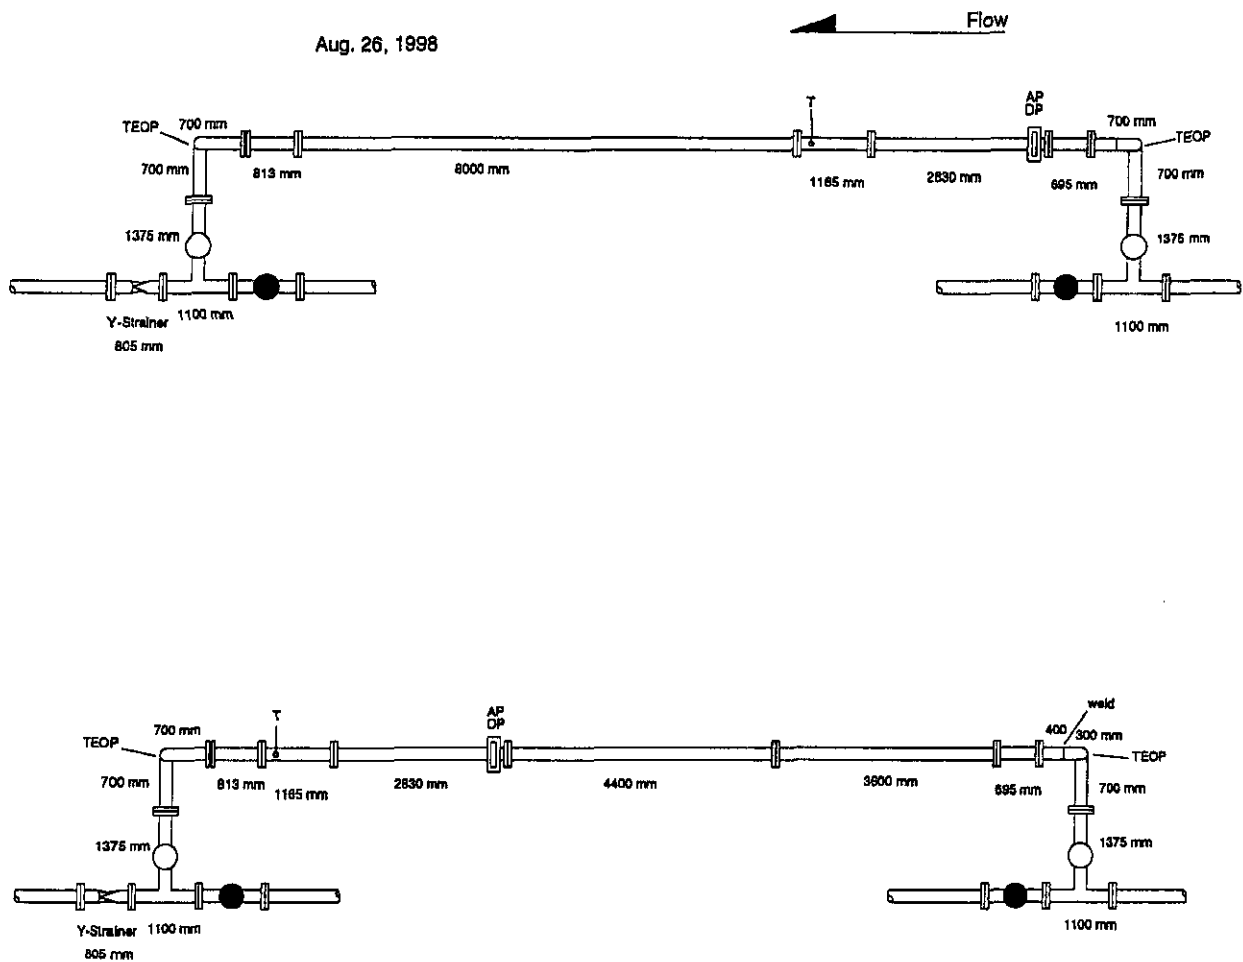 Flow
Aug. 26, 1998
AP
DP
T
700 mm
TEOP
700 mm
TEOP
700 mm
813 mm
8000 mm
1165 mm
2830 mm
695 mm
700 mm
1375 mm
1375 mm
Y-Strainer
1100 mm
805 mm
1100 mm
weld
T
AP
DP
400
300 mm
700 mm
TEOP
TEOP
700 mm
813 mm
1165 mm
2830 mm
4400 mm
3600 mm
695 mm
700 mm
1375 mm
1375 mm
Y-Strainer
1100 mm
805 mm
1100 mm